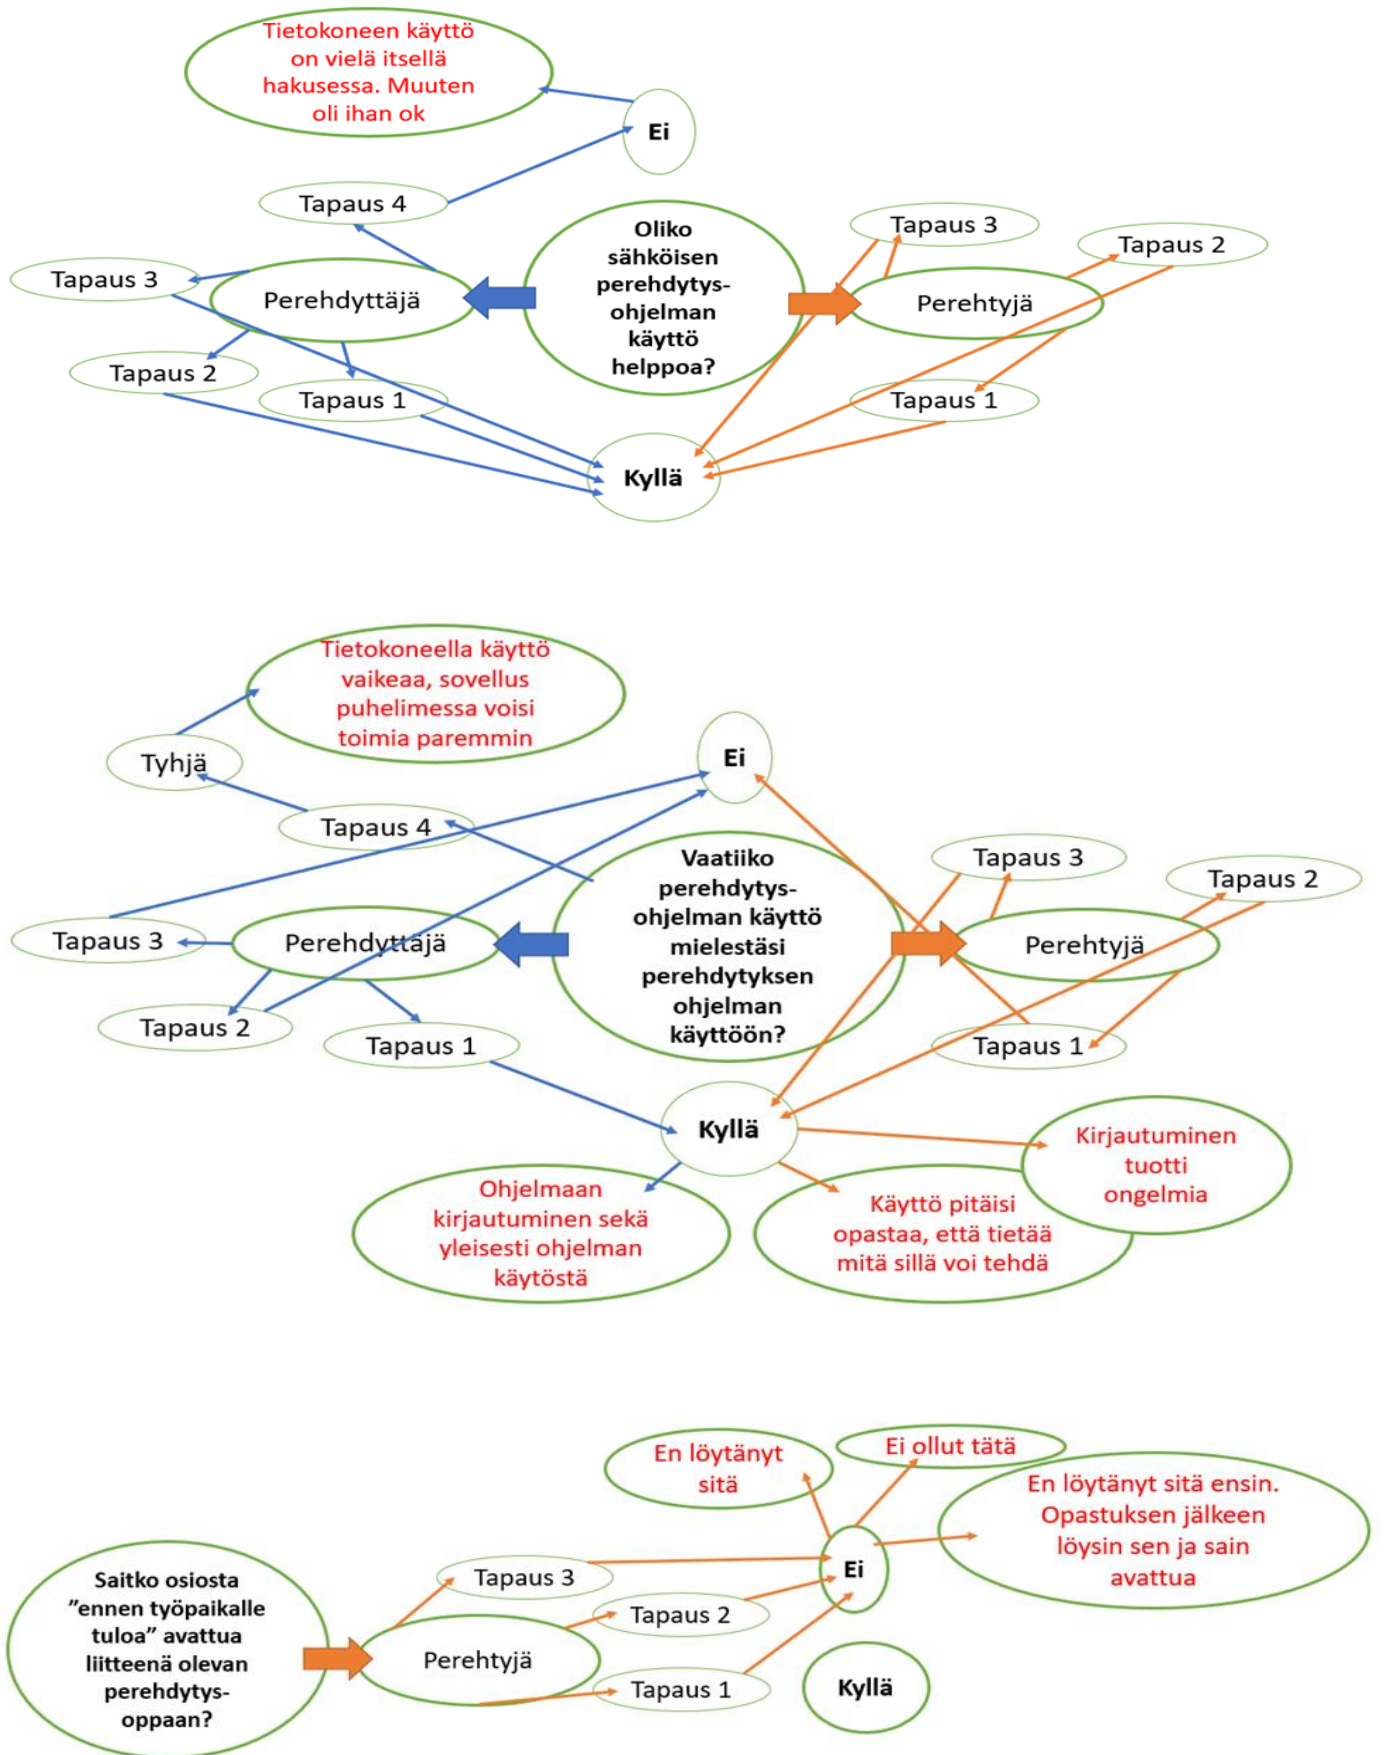 Tietokoneen käyttö
on vielä itsellä
hakusessa. Muuten
oli ihan ok
Ei
Tapaus 4
Oliko
sähköisen
perehdytys-
ohjelman
käyttö
helppoa?
Tapaus 3
Tapaus 2
Tapaus 3
Perehdyttäjä
Perehtyjä
Tapaus 2
Tapaus 1
Tapaus 1
Kyllä
Tietokoneella käyttö
vaikeaa, sovellus
puhelimessa voisi
toimia paremmin
Ei
Tyhjä
Tapaus 4
Vaatiiko
perehdytys-
ohjelman käyttö
mielestäsi
perehdytyksen
ohjelman
käyttöön?
Tapaus 3
Tapaus 2
Tapaus 3
Perehdyttäjä
Perehtyjä
Tapaus 2
Tapaus 1
Tapaus 1
Kyllä
Kirjautuminen
tuotti
ongelmia
Ohjelmaan
kirjautuminen sekä
yleisesti ohjelman
käytöstä
Käyttö pitäisi
opastaa, että tietää
mitä sillä voi tehdä
En löytänyt
sitä
Ei ollut tätä
En löytänyt sitä ensin.
Opastuksen jälkeen
löysin sen ja sain
avattua
Ei
Saitko osiosta
”ennen työpaikalle
tuloa” avattua
liitteenä olevan
perehdytys-
oppaan?
Tapaus 3
Tapaus 2
Perehtyjä
Tapaus 1
Kyllä